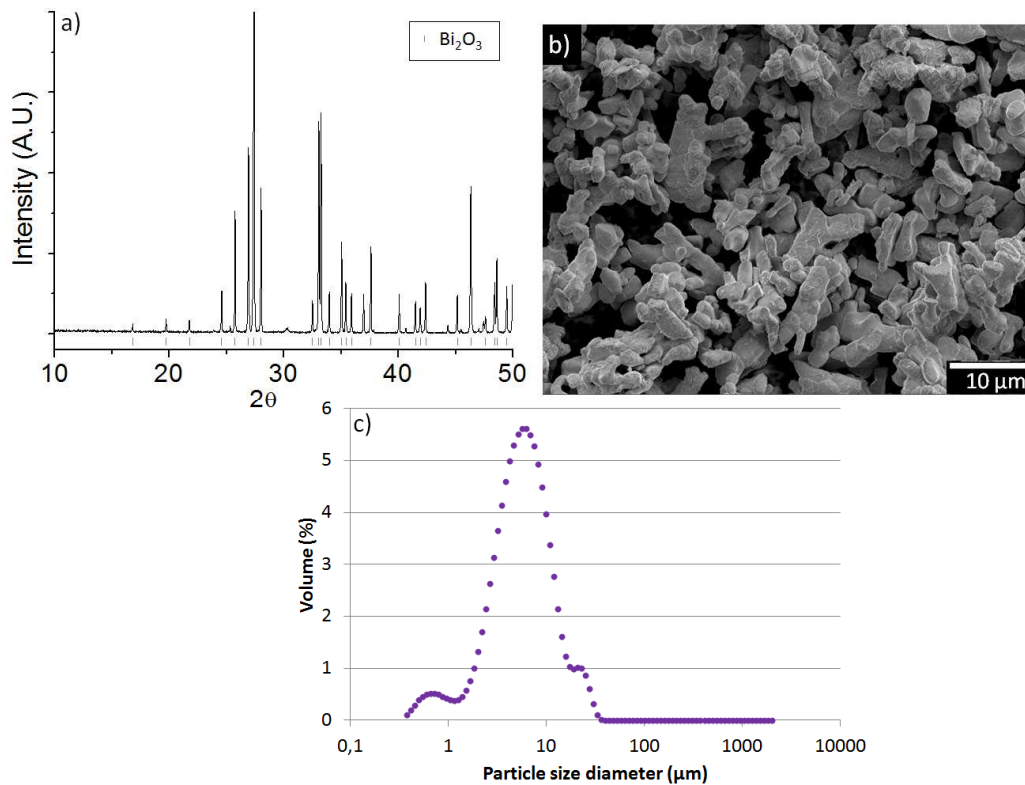 a)
Bi₂O₃
Intensity (A.U.)
10 20 30 40 50
2θ
b)
10 µm
c)
6
5
4
3
2
1
0
Volume (%)
0,1 1 10 100 1000 10000
Particle size diameter (µm)